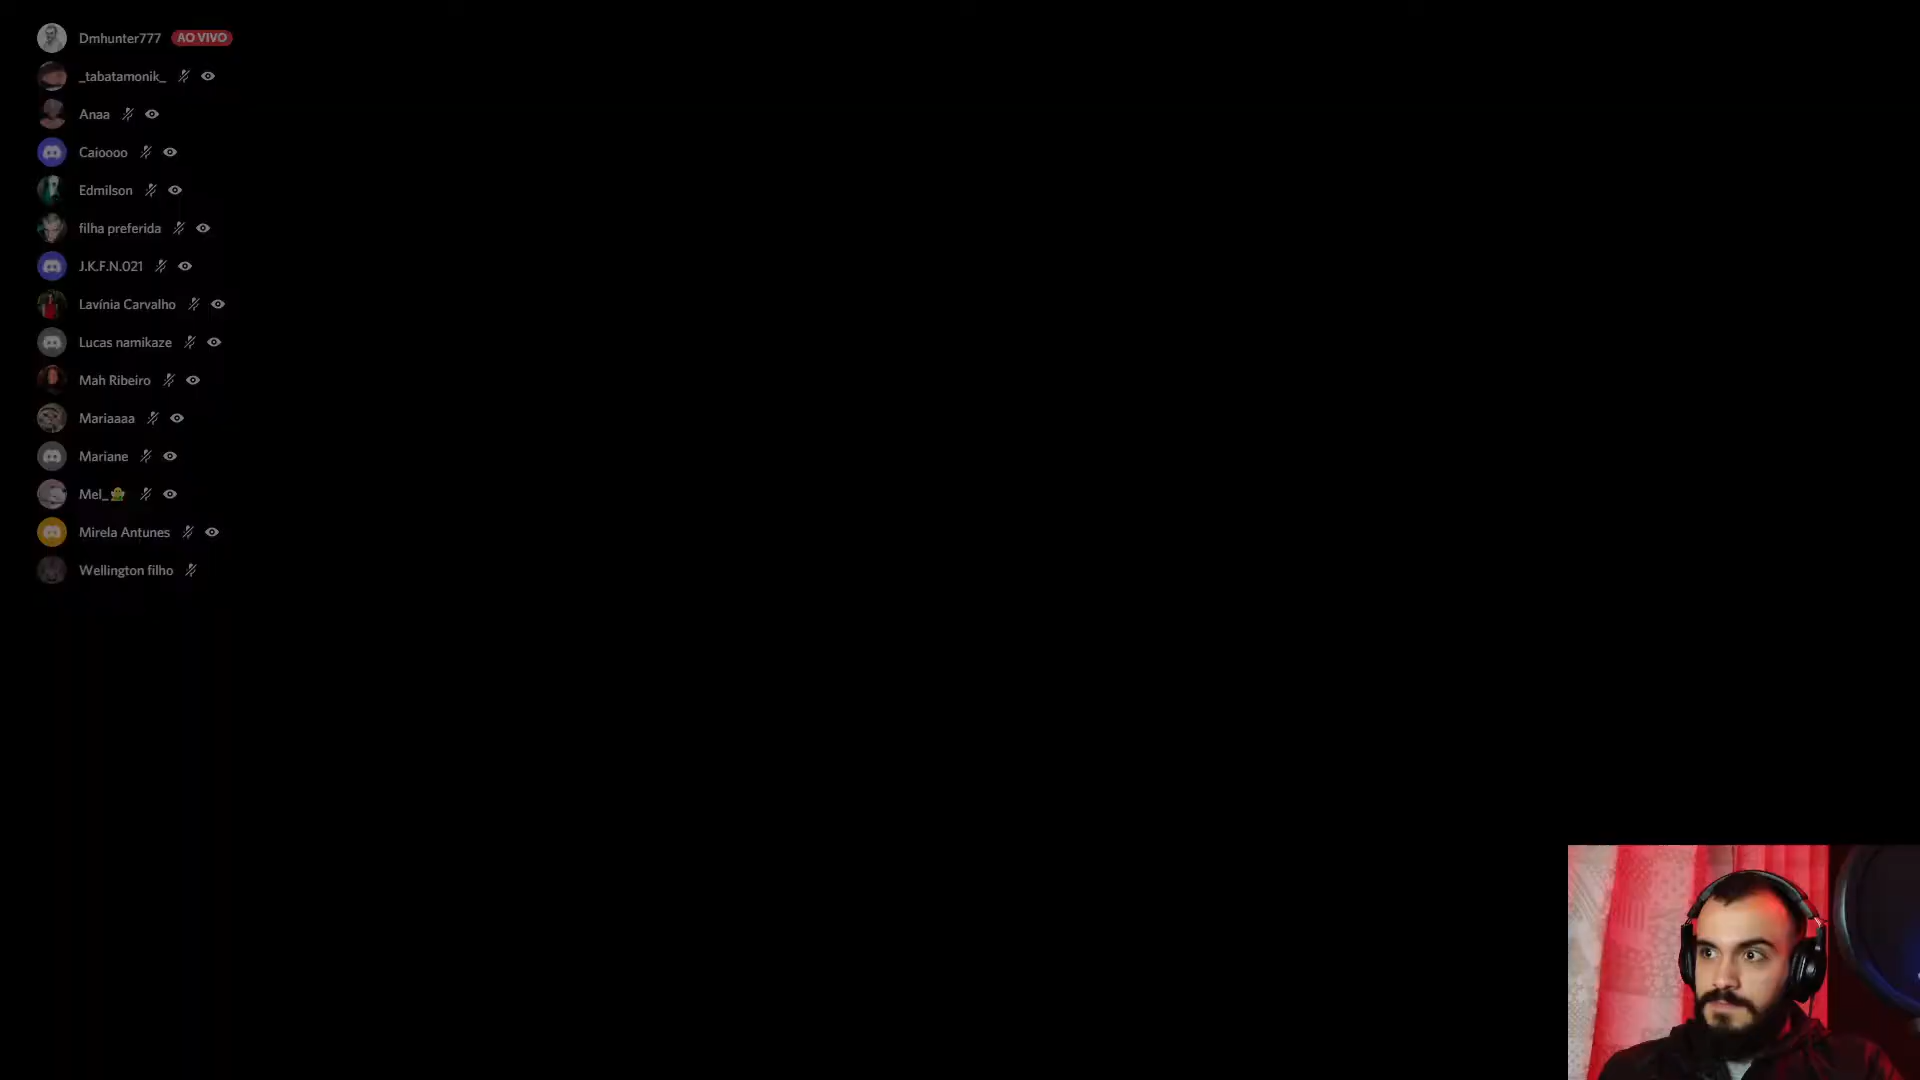 Dmhunter777 AO VIVO
_tabatamonik_
Anaa
Caioooo
Edmilson
filha preferida
J.K.F.N.021
Lavínia Carvalho
Lucas namikaze
Mah Ribeiro
Mariaaaa
Mariane
Mel_🧝
Mirela Antunes
Wellington filho